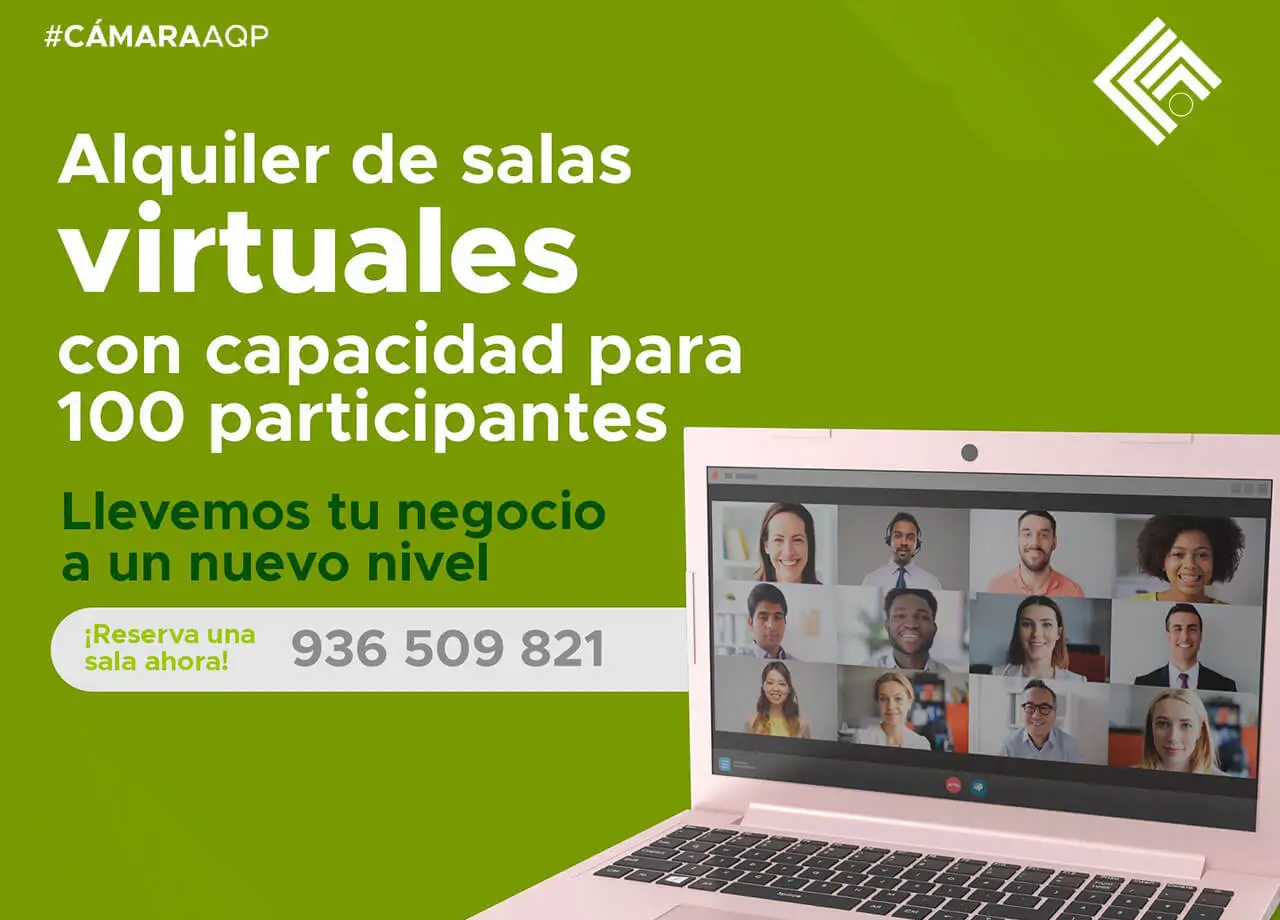 #CÁMARAAQP
Alquiler de salas
virtuales
con capacidad para
100 participantes
Llevemos tu negocio
a un nuevo nivel
¡Reserva una
sala ahora!
936 509 821